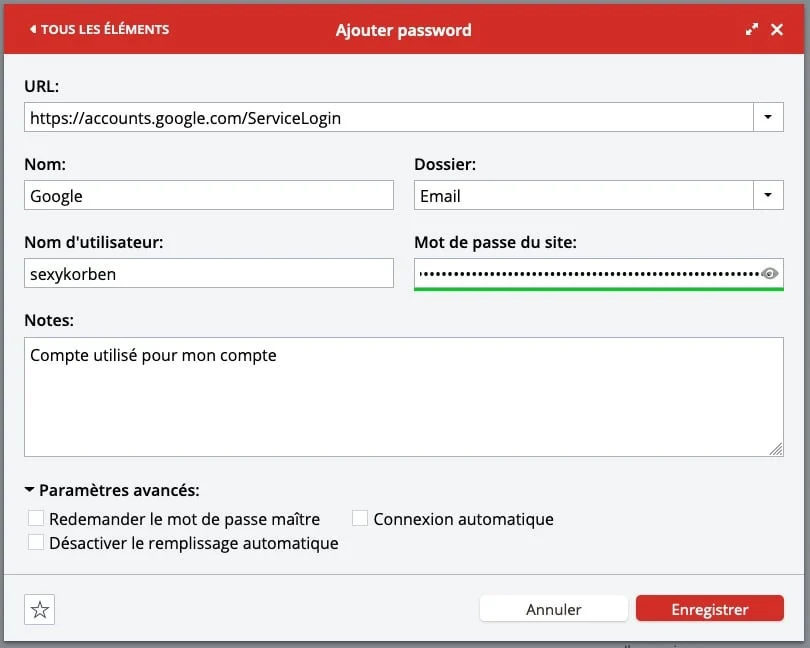 TOUS LES ÉLÉMENTS
Ajouter password
URL:
https://accounts.google.com/ServiceLogin
Nom:
Dossier:
Google
Email
Nom d'utilisateur:
Mot de passe du site:
sexykorben
Notes:
Compte utilisé pour mon compte
Paramètres avancés:
Redemander le mot de passe maître
Connexion automatique
Désactiver le remplissage automatique
Annuler
Enregistrer